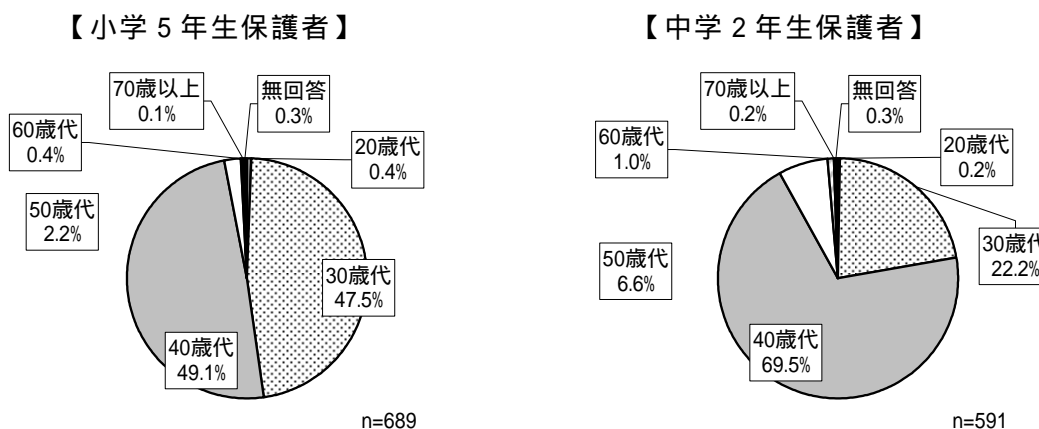 【小学5年生保護者】
70歳以上
0.1%
無回答
0.3%
60歳代
0.4%
20歳代
0.4%
50歳代
2.2%
30歳代
47.5%
40歳代
49.1%
n=689
【中学2年生保護者】
70歳以上
0.2%
無回答
0.3%
60歳代
1.0%
20歳代
0.2%
30歳代
22.2%
50歳代
6.6%
40歳代
69.5%
n=591